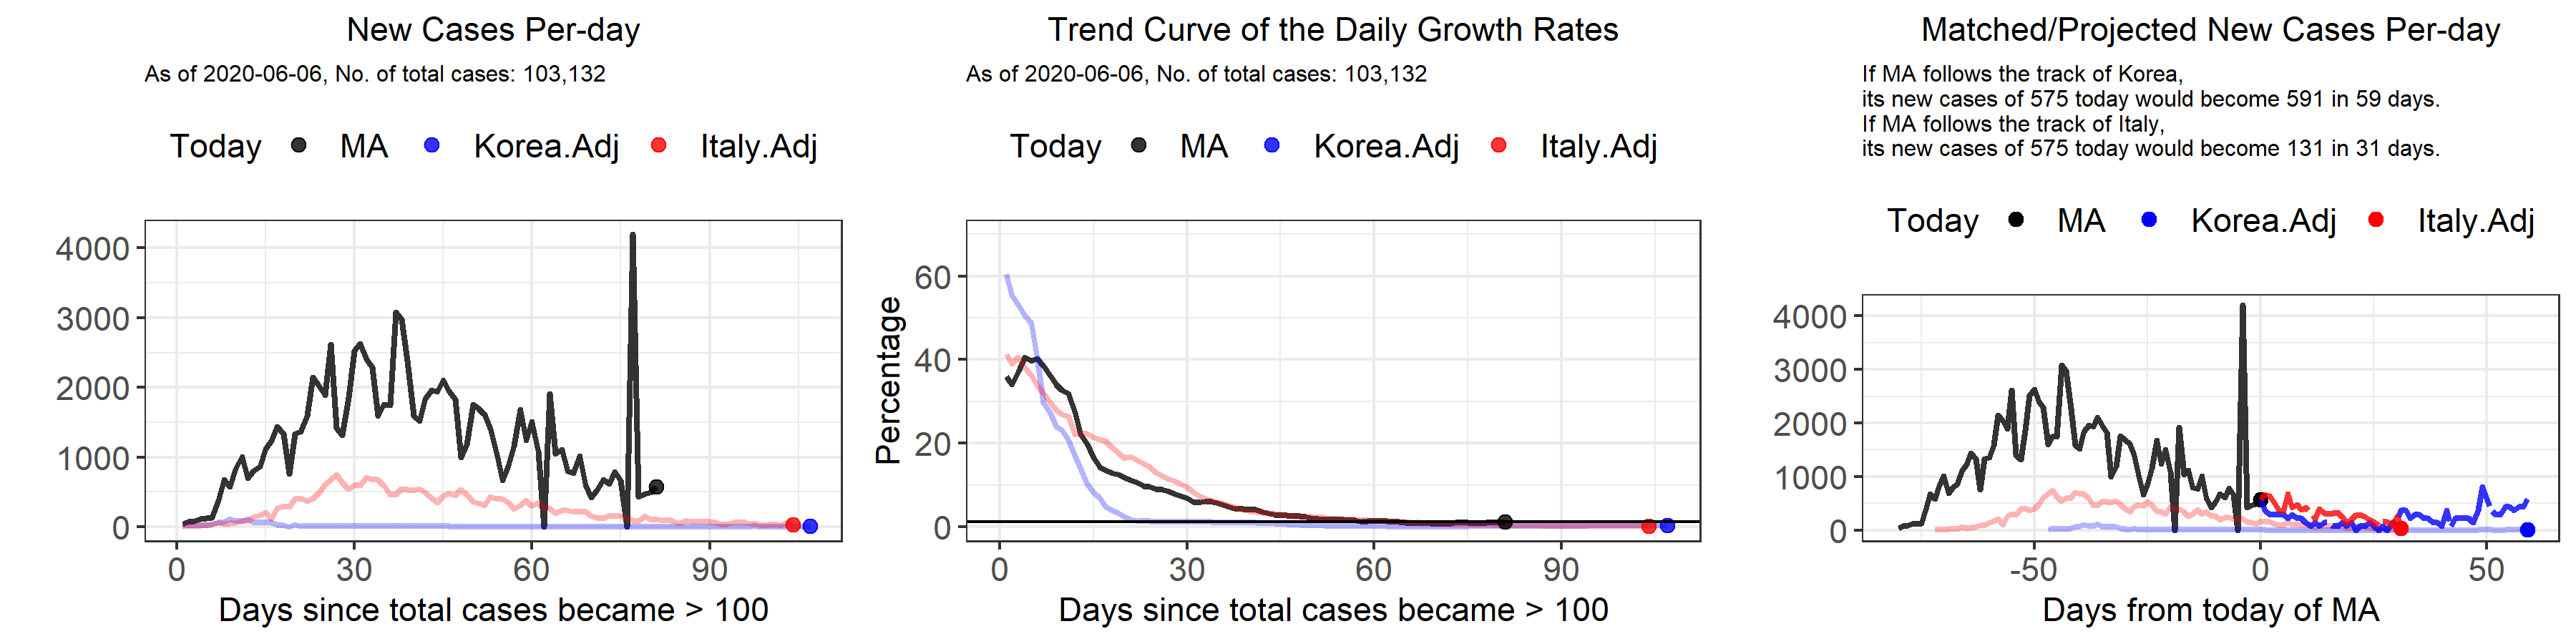 New Cases Per-day
As of 2020-06-06, No. of total cases: 103,132
Today MA Korea.Adj Italy.Adj
4000
3000
2000
1000
0
0 30 60 90
Days since total cases became > 100
Trend Curve of the Daily Growth Rates
As of 2020-06-06, No. of total cases: 103,132
Today MA Korea.Adj Italy.Adj
Percentage
60
40
20
0
0 30 60 90
Days since total cases became > 100
Matched/Projected New Cases Per-day
If MA follows the track of Korea,
its new cases of 575 today would become 591 in 59 days.
If MA follows the track of Italy,
its new cases of 575 today would become 131 in 31 days.
Today MA Korea.Adj Italy.Adj
4000
3000
2000
1000
0
-50 0 50
Days from today of MA